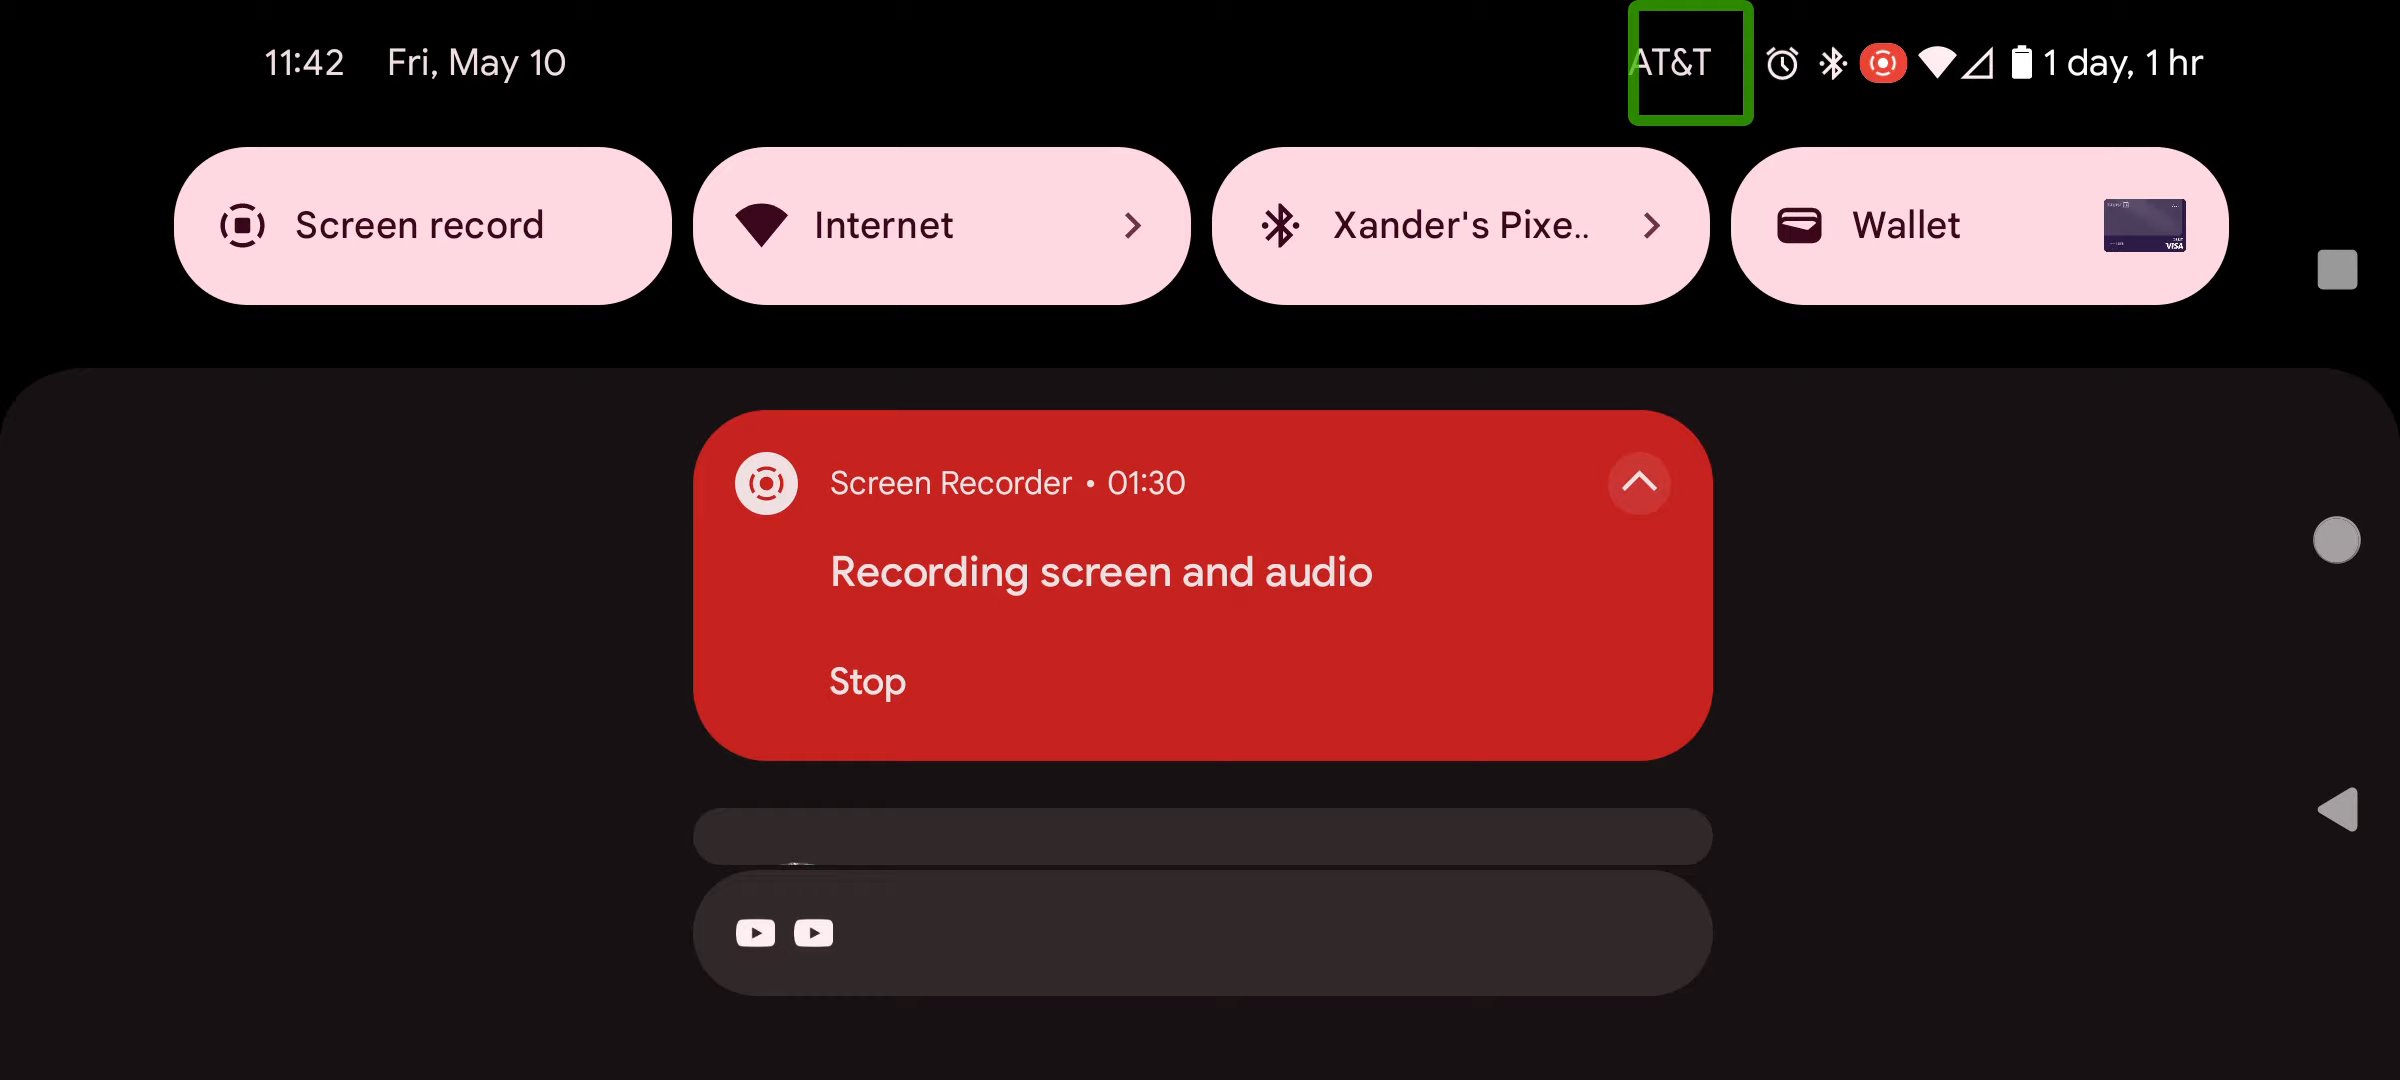 11:42 Fri, May 10 AT&T 1 day, 1 hr
Screen record Internet Xander's Pixe.. Wallet
VISA
Screen Recorder • 01:30
Recording screen and audio
Stop